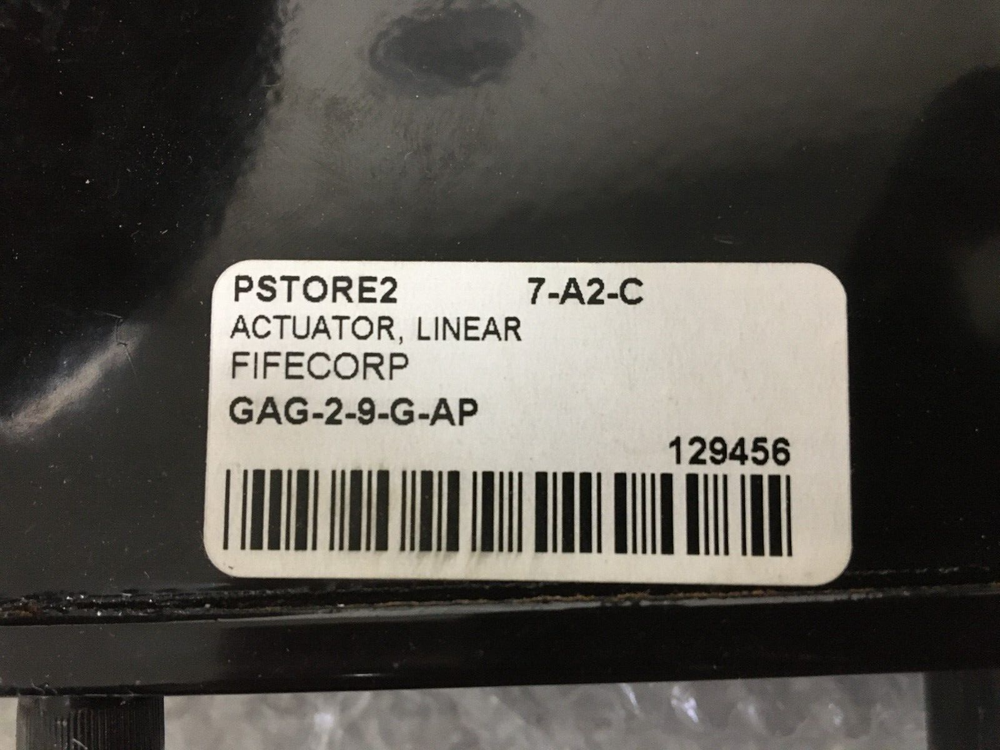 PSTORE2 7-A2-C
ACTUATOR, LINEAR
FIFECORP
GAG-2-9-G-AP
129456